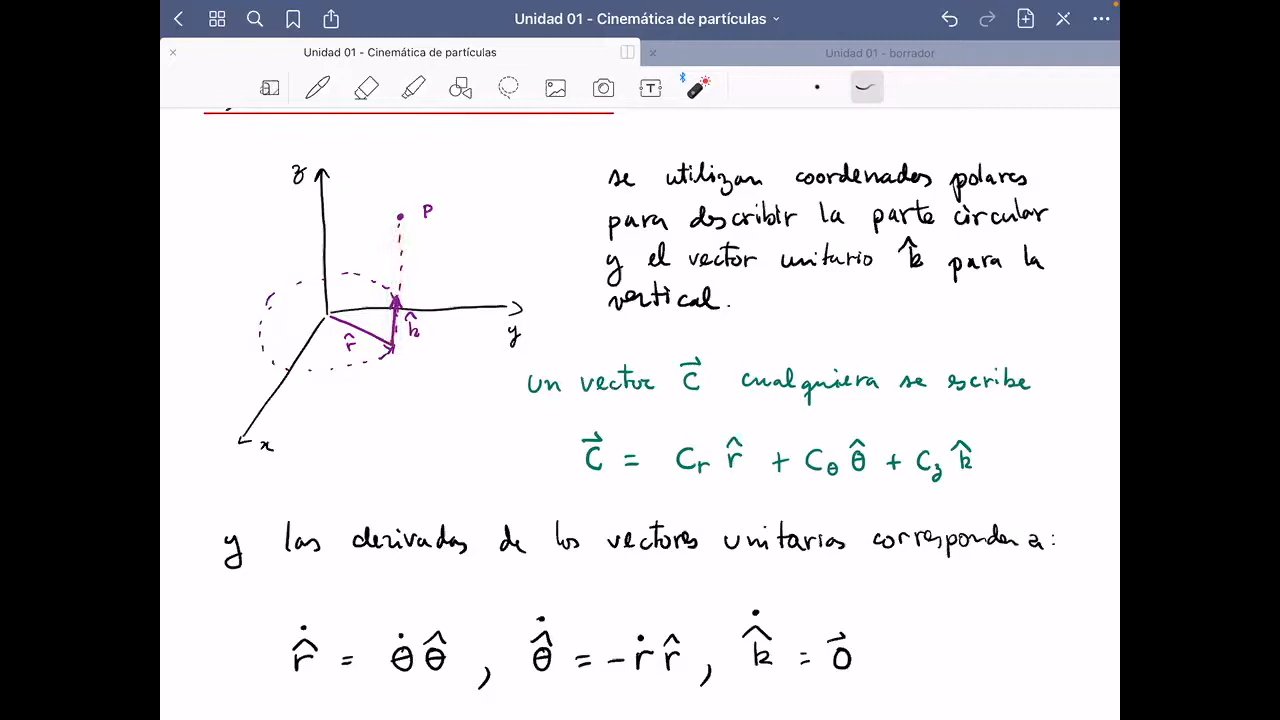 Unidad 01 - Cinemática de partículas
Unidad 01 - Cinemática de partículas
Unidad 01 - borrador
T
z
P
r̂
k̂
y
x
se utilizan coordenadas polares
para describir la parte circular
y el vector unitario k̂ para la
vertical.
un vector C⃗ cualquiera se escribe
C⃗ = Cr r̂ + Cθ θ̂ + Cz k̂
y las derivadas de los vectores unitarios corresponden a:
r̂̇ = θ̇ θ̂ , θ̂̇ = - ṙ r̂ , k̂̇ = 0⃗